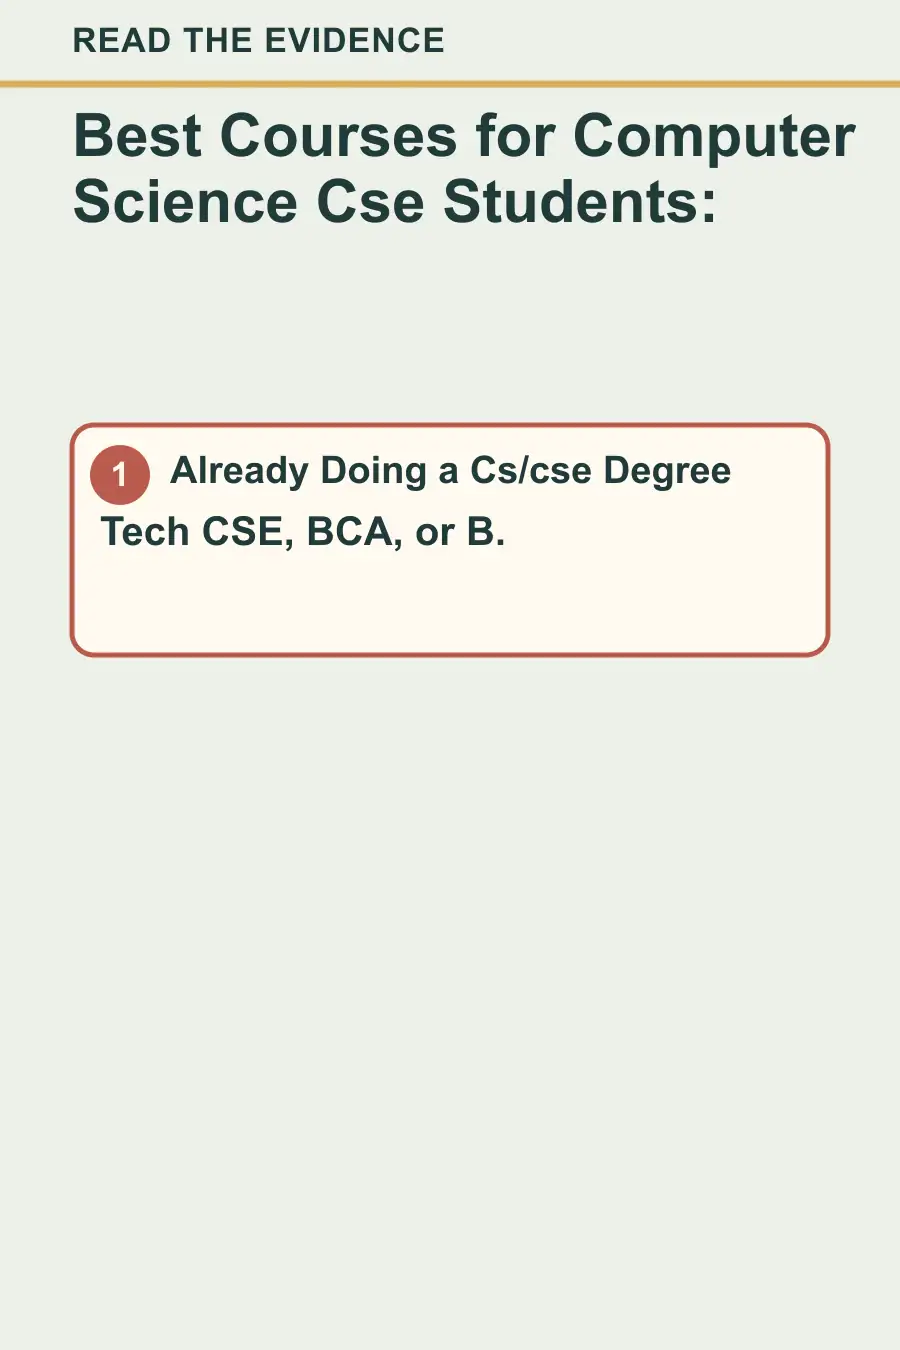 READ THE EVIDENCE
Best Courses for Computer
Science Cse Students:
1 Already Doing a Cs/cse Degree
Tech CSE, BCA, or B.